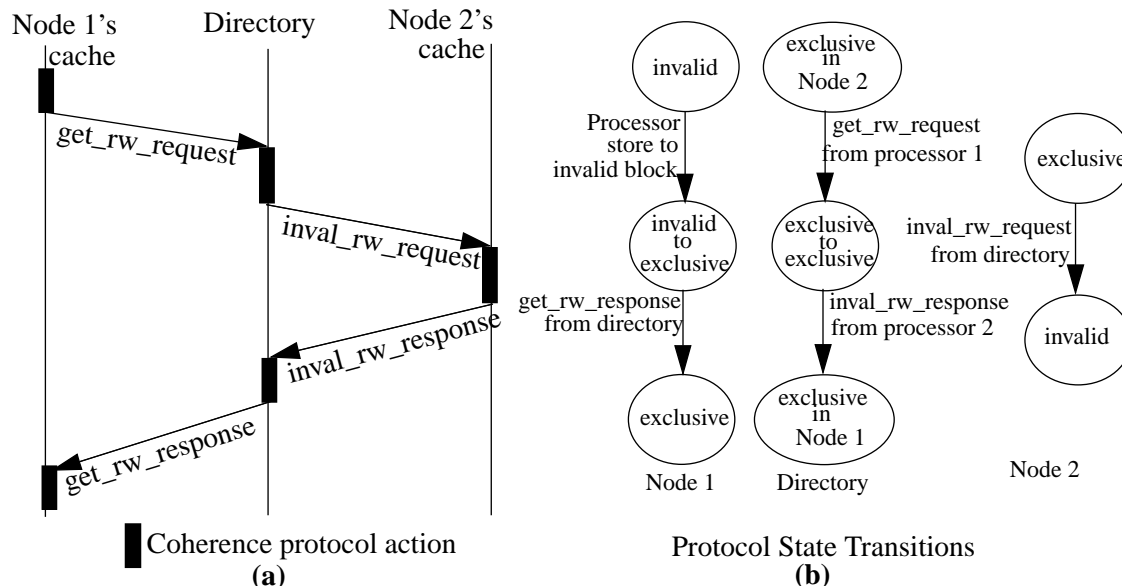 Node 1's
cache
Directory
Node 2's
cache
get_rw_request
inval_rw_request
inval_rw_response
get_rw_response
Coherence protocol action
(a)
invalid
Processor
store to
invalid block
invalid
to
exclusive
get_rw_response
from directory
exclusive
Node 1
exclusive
in
Node 2
get_rw_request
from processor 1
exclusive
to
exclusive
inval_rw_response
from processor 2
exclusive
in
Node 1
Directory
exclusive
inval_rw_request
from directory
invalid
Node 2
Protocol State Transitions
(b)